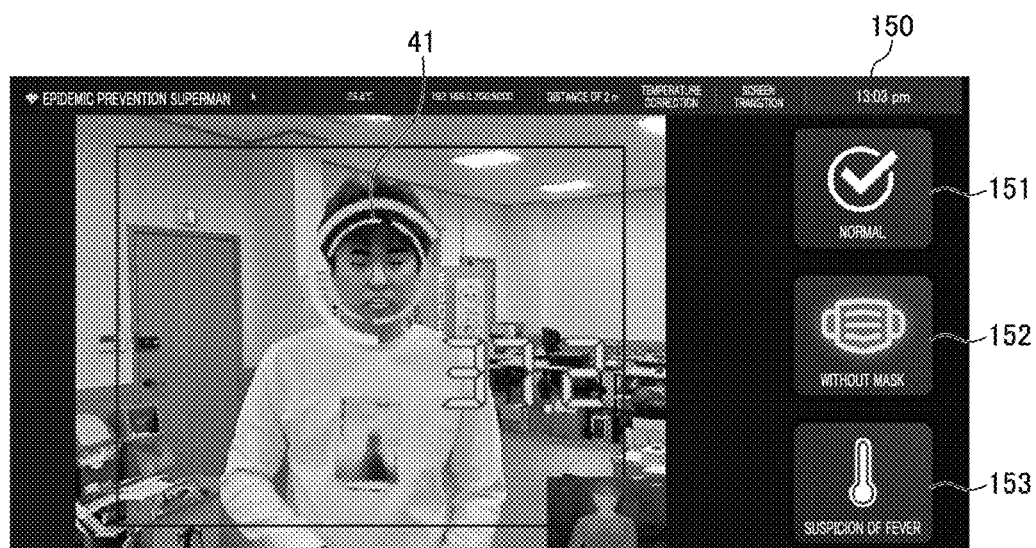 150
41
EPIDEMIC PREVENTION SUPERMAN
DISTANCE OF 2 m
TEMPERATURE
CORRECTION
SCREEN
TRANSITION
13:03 pm
NORMAL
151
WITHOUT MASK
152
SUSPICION OF FEVER
153